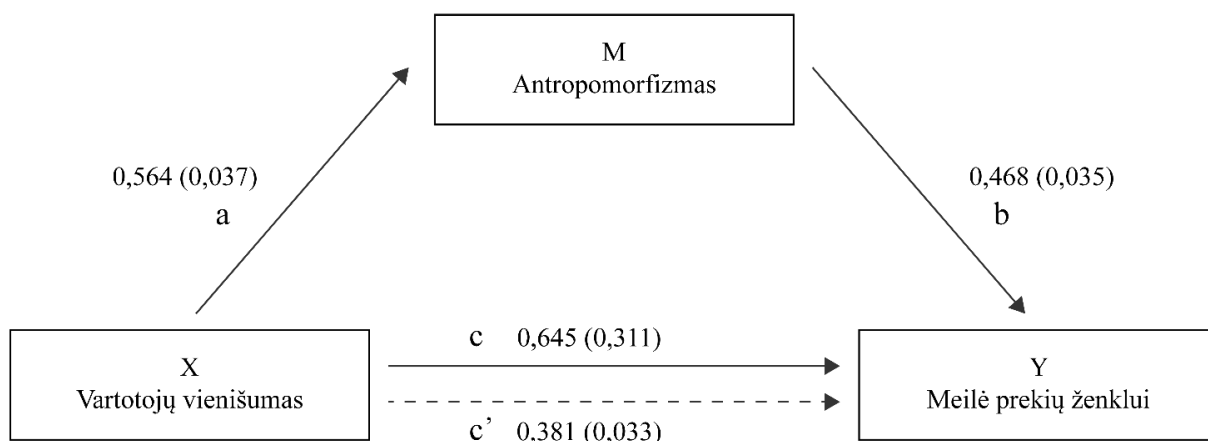 M
Antropomorfizmas
0,564 (0,037)
a
0,468 (0,035)
b
X
Vartotojų vienišumas
c 0,645 (0,311)
c’ 0,381 (0,033)
Y
Meilė prekių ženklui